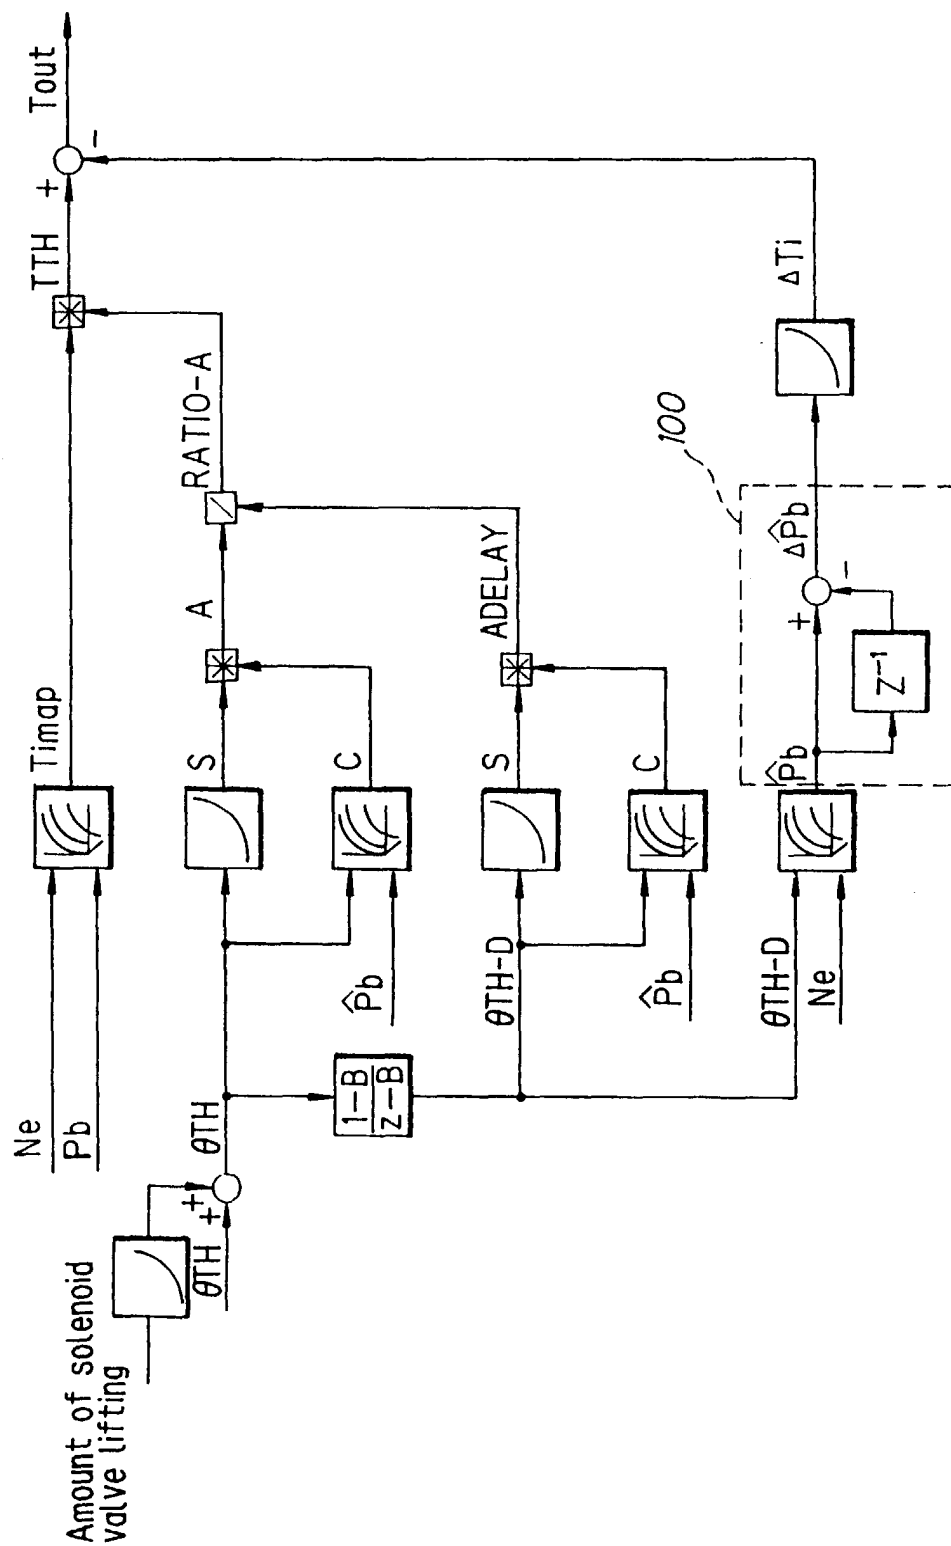 Amount of solenoid
valve lifting
θTH
+
+
θTH
Ne
Pb
Timap
TTH
+
-
Tout
S
A
RATIO-A
P̂b
C
1-B
z-B
θTH-D
S
ADELAY
P̂b
C
θTH-D
Ne
P̂b
+
-
ΔP̂b
Z⁻¹
100
ΔTi